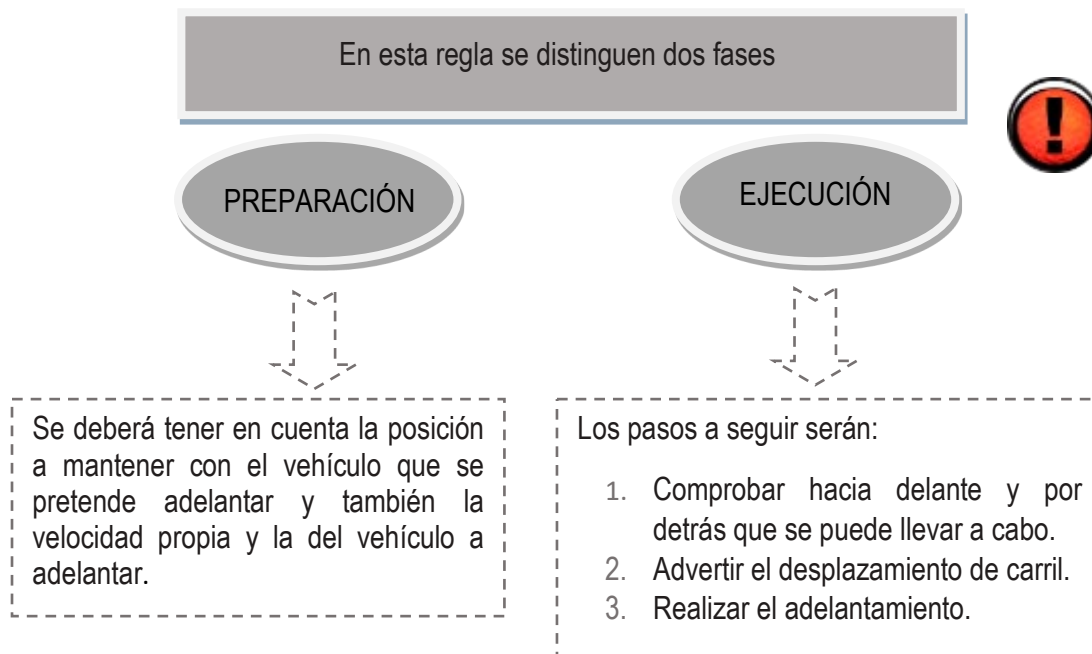 En esta regla se distinguen dos fases
PREPARACIÓN
EJECUCIÓN
Se deberá tener en cuenta la posición
a mantener con el vehículo que se
pretende adelantar y también la
velocidad propia y la del vehículo a
adelantar.
Los pasos a seguir serán:
1. Comprobar hacia delante y por
detrás que se puede llevar a cabo.
2. Advertir el desplazamiento de carril.
3. Realizar el adelantamiento.